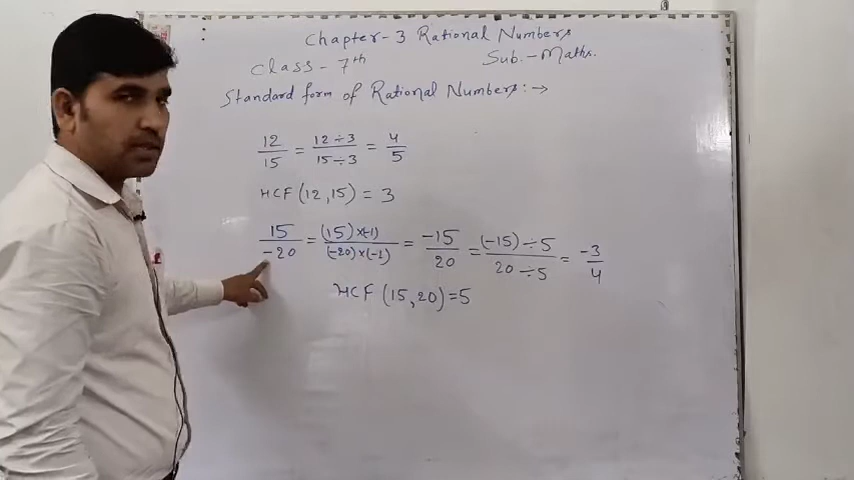 Chapter-3 Rational Numbers
Class-7th Sub.-Maths.
Standard form of Rational Numbers:→
12/15 = 12÷3/15÷3 = 4/5
HCF (12,15) = 3
15/-20 = (15)×(-1)/(-20)×(-1) = -15/20 = (-15)÷5/20÷5 = -3/4
HCF (15,20)=5